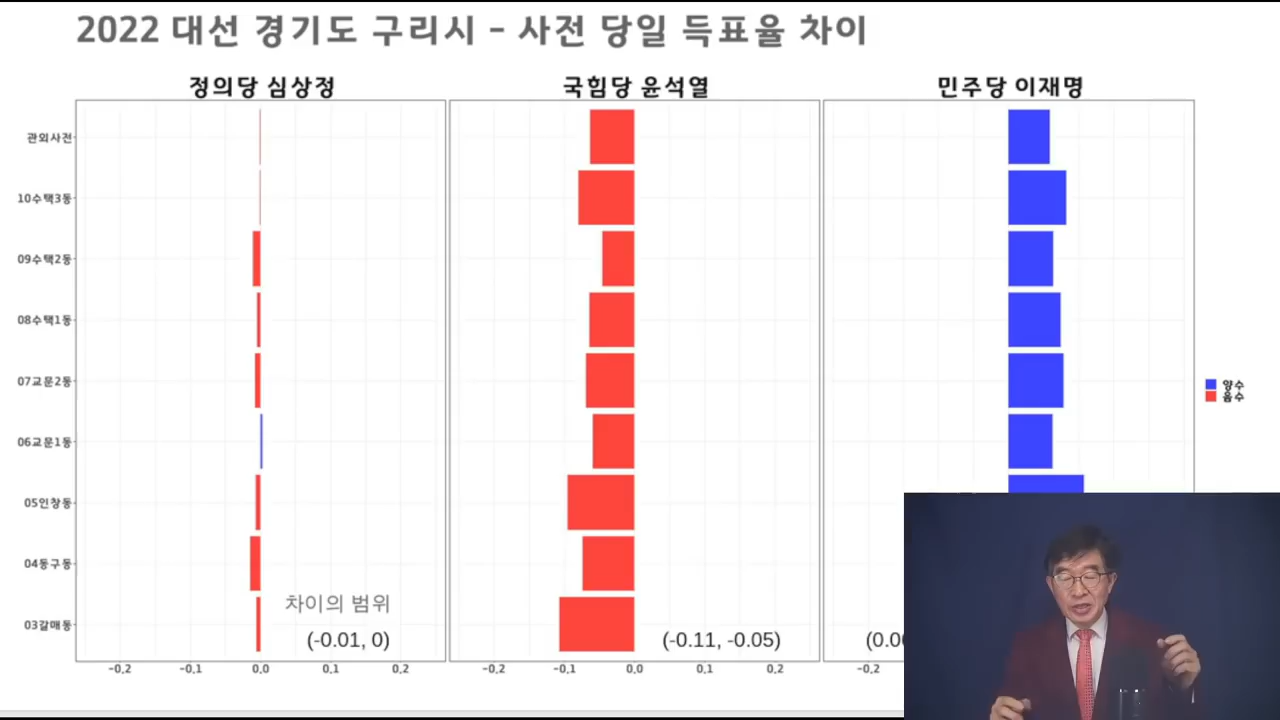 2022 대선 경기도 구리시 - 사전 당일 득표율 차이
정의당 심상정
국힘당 윤석열
민주당 이재명
관외사전
10수택3동
09수택2동
08수택1동
07교문2동
06교문1동
05인창동
04동구동
03갈매동
양수
음수
차이의 범위
(-0.01, 0)
(-0.11, -0.05)
(0.0
-0.2 -0.1 0.0 0.1 0.2
-0.2 -0.1 0.0 0.1 0.2
-0.2